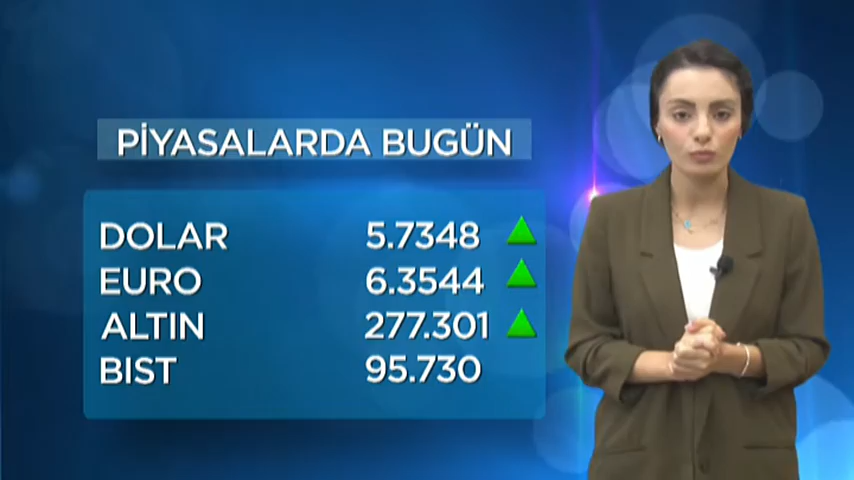 PİYASALARDA BUGÜN
DOLAR 5.7348
EURO 6.3544
ALTIN 277.301
BIST 95.730